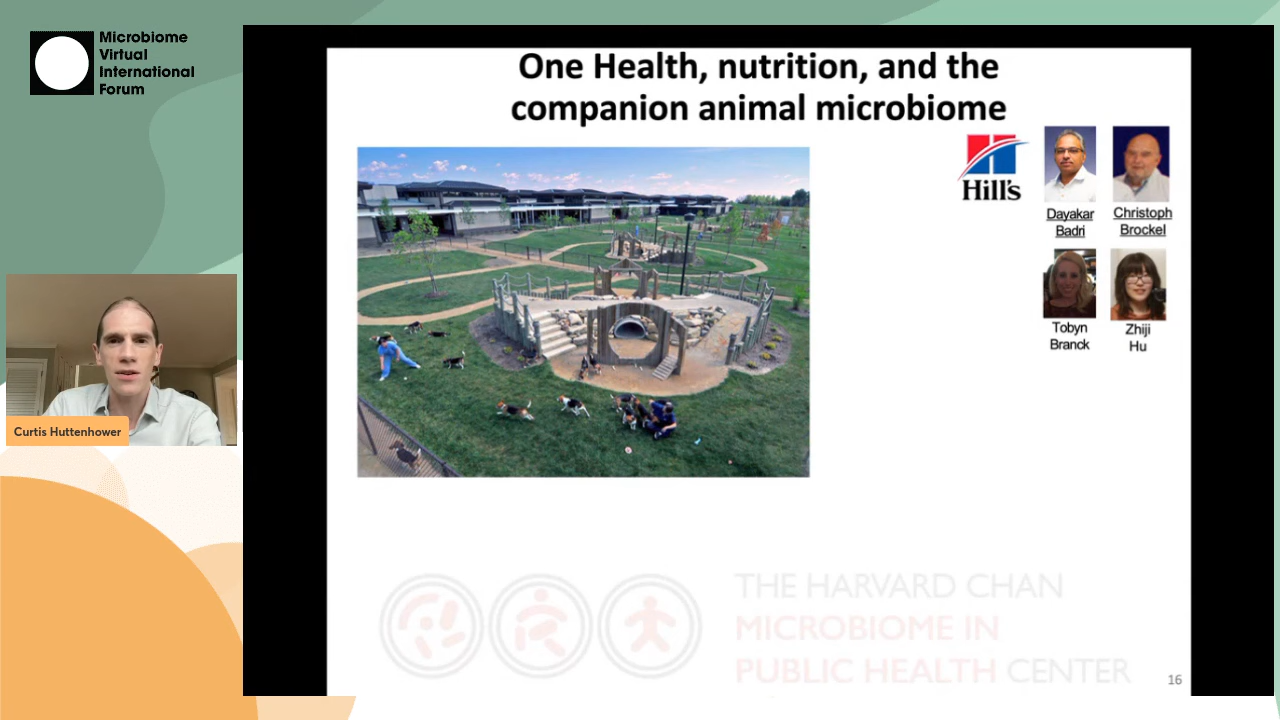 Microbiome
Virtual
International
Forum
One Health, nutrition, and the
companion animal microbiome
Hill's
Dayakar
Badri
Christoph
Brockel
Tobyn
Branck
Zhiji
Hu
Curtis Huttenhower
THE HARVARD CHAN
MICROBIOME IN
PUBLIC HEALTH CENTER
16